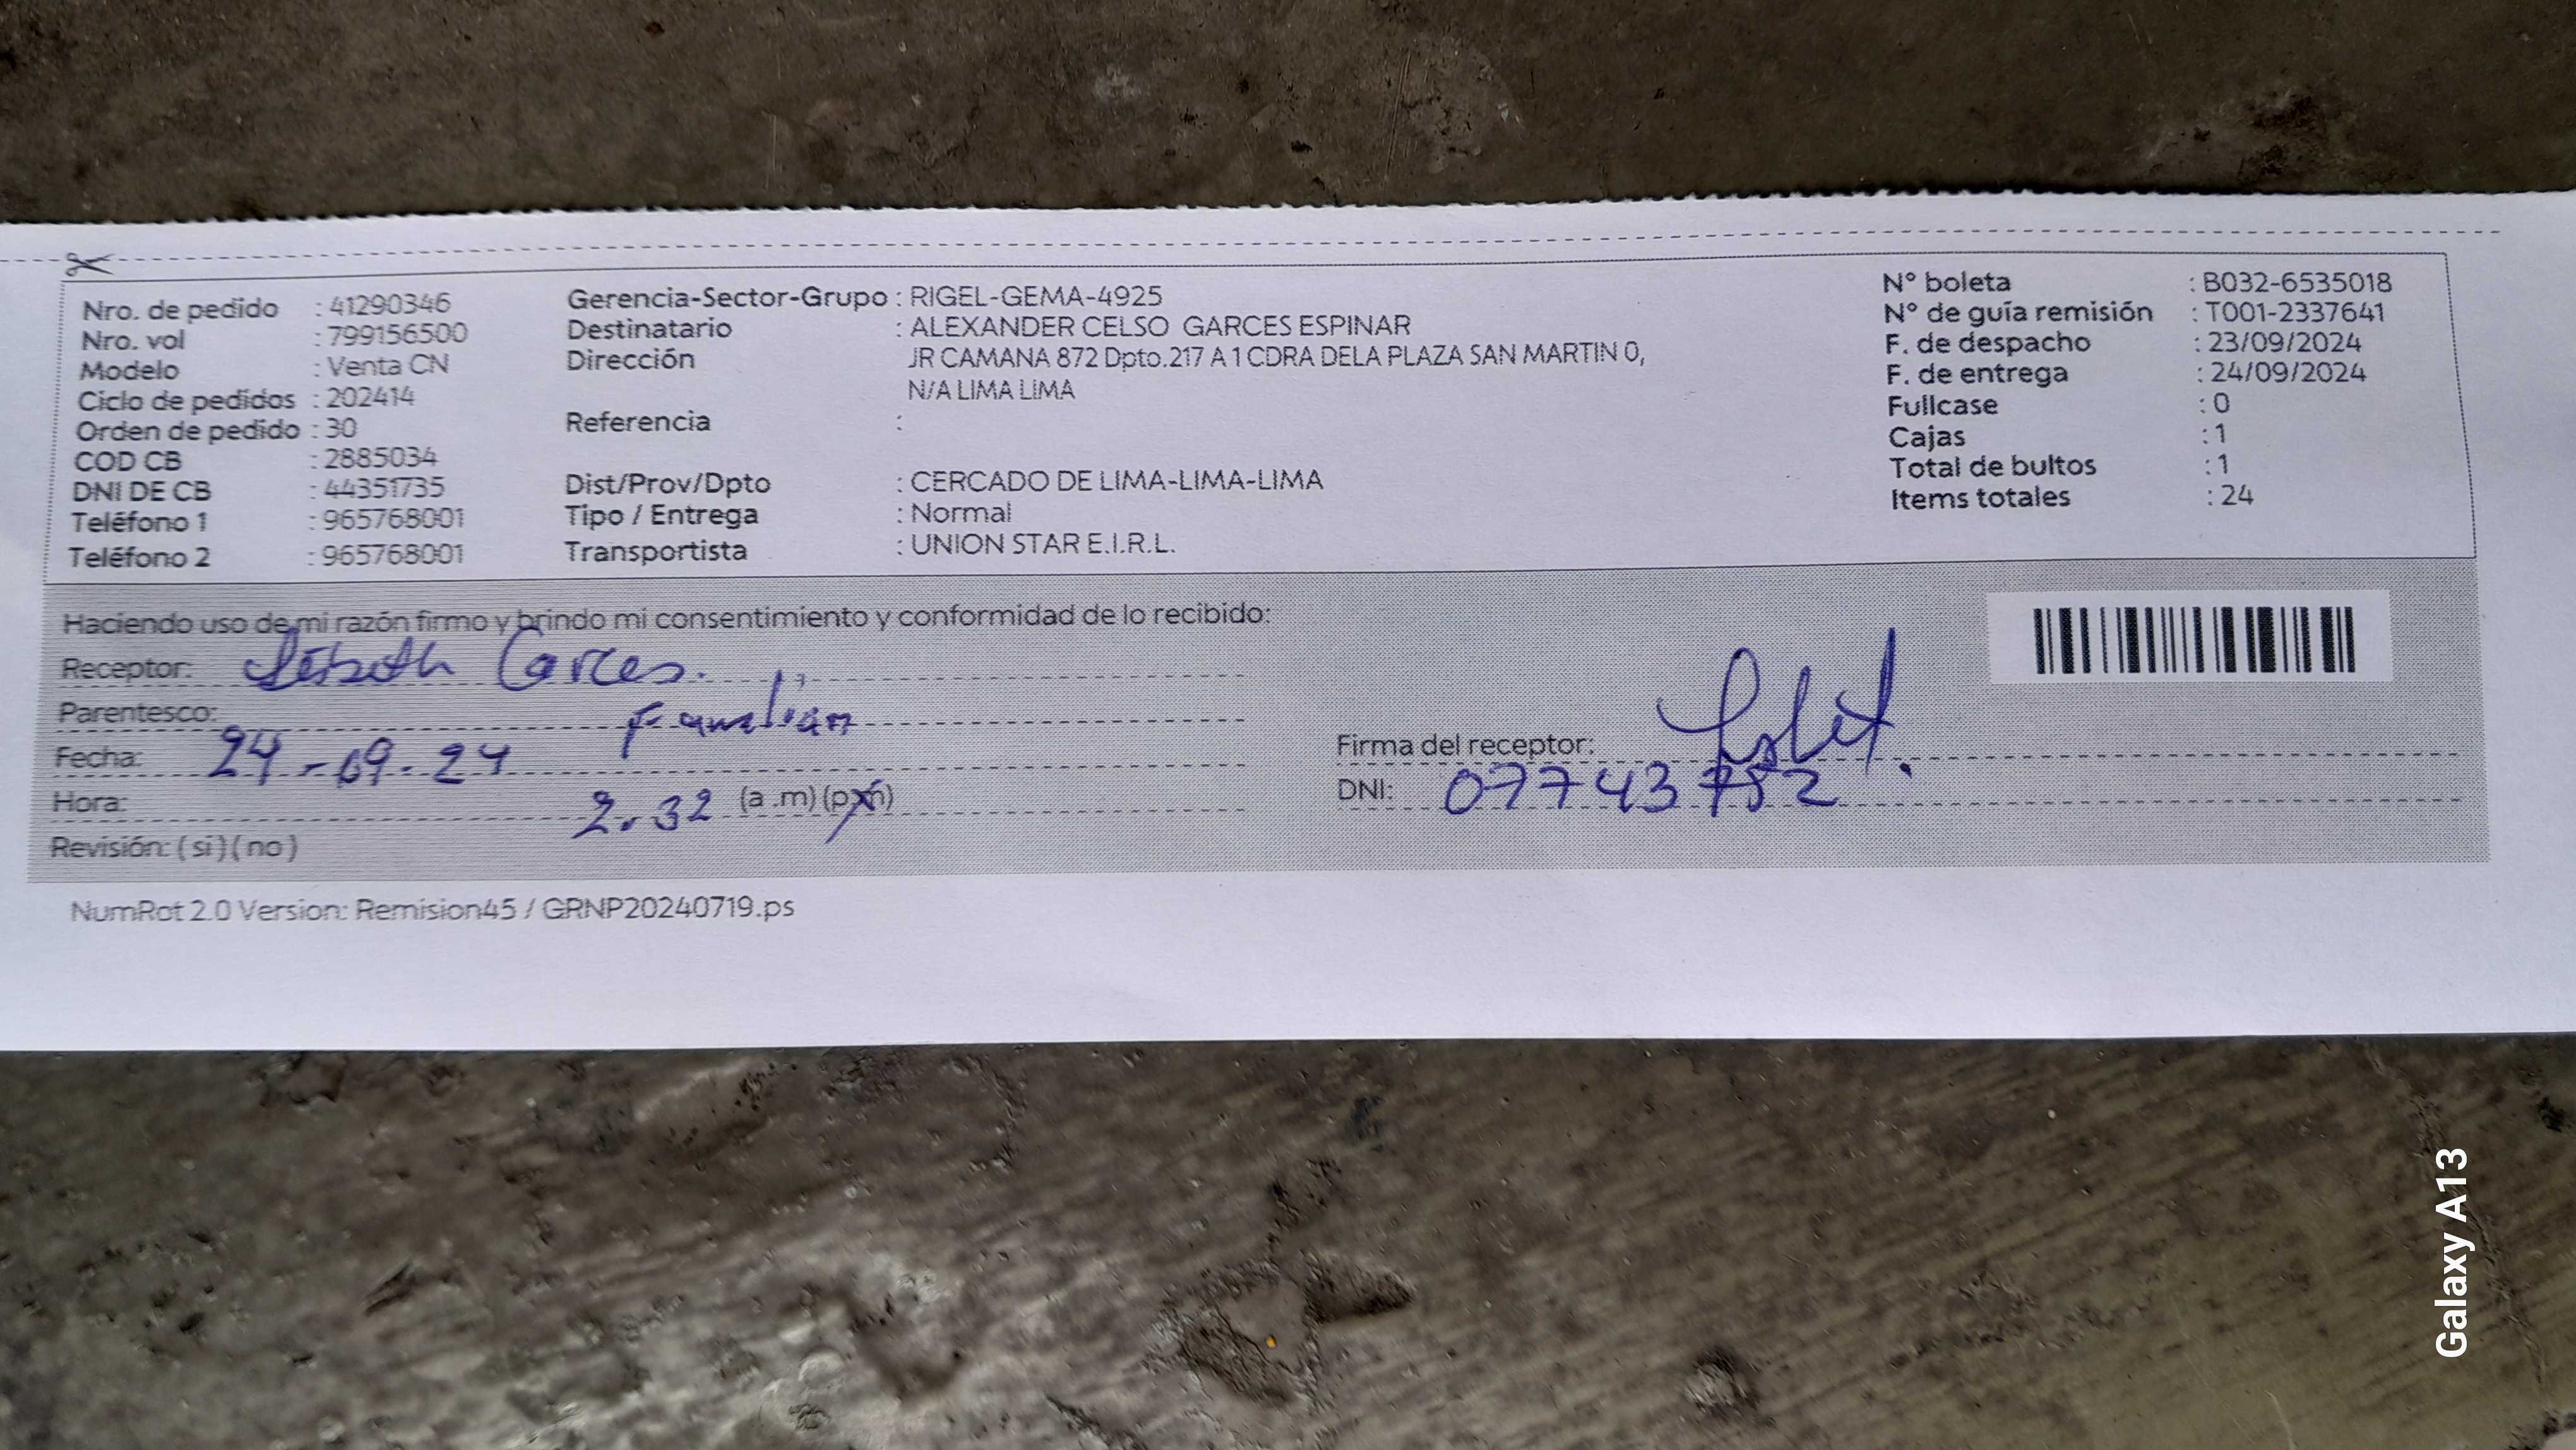 Nro. de pedido : 41290346
Nro. vol : 799156500
Modelo : Venta CN
Ciclo de pedidos : 202414
Orden de pedido : 30
COD CB : 2885034
DNI DE CB : 44351735
Teléfono 1 : 965768001
Teléfono 2 : 965768001
Gerencia-Sector-Grupo : RIGEL-GEMA-4925
Destinatario : ALEXANDER CELSO GARCES ESPINAR
Dirección JR CAMANA 872 Dpto.217 A 1 CDRA DELA PLAZA SAN MARTIN 0,
N/A LIMA LIMA
Referencia :
Dist/Prov/Dpto : CERCADO DE LIMA-LIMA-LIMA
Tipo / Entrega : Normal
Transportista : UNION STAR E.I.R.L.
N° boleta : B032-6535018
N° de guía remisión : T001-2337641
F. de despacho : 23/09/2024
F. de entrega : 24/09/2024
Fullcase : 0
Cajas : 1
Total de bultos : 1
Items totales : 24
Haciendo uso de mi razón firmo y brindo mi consentimiento y conformidad de lo recibido:
Receptor: Garces.
Parentesco: Familiar
Fecha: 24-09-24
Hora: 2.32 (a .m) (p.m)
Revisión: ( si ) ( no )
Firma del receptor:
DNI: 07743752
NumRot 2.0 Version: Remision45 / GRNP20240719.ps
Galaxy A13